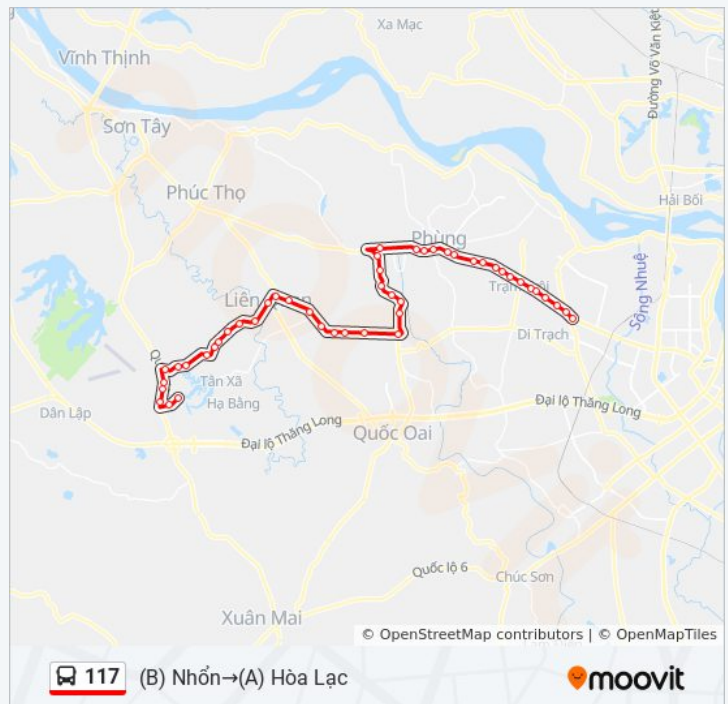 Xa Mạc
Đường Võ Văn Kiệt
Vĩnh Thịnh
Sơn Tây
Phúc Thọ
Hải Bối
Phùng
Sông Nhuệ
Liên
Di Trạch
Tân Xã
Hạ Bằng
Dân Lập
Đại lộ Thăng Long
Đại lộ Thăng Long
Quốc Oai
Quốc lộ 6
Chúc Sơn
Xuân Mai
© OpenStreetMap contributors | © OpenMapTiles
117 (B) Nhổn→(A) Hòa Lạc
moovit